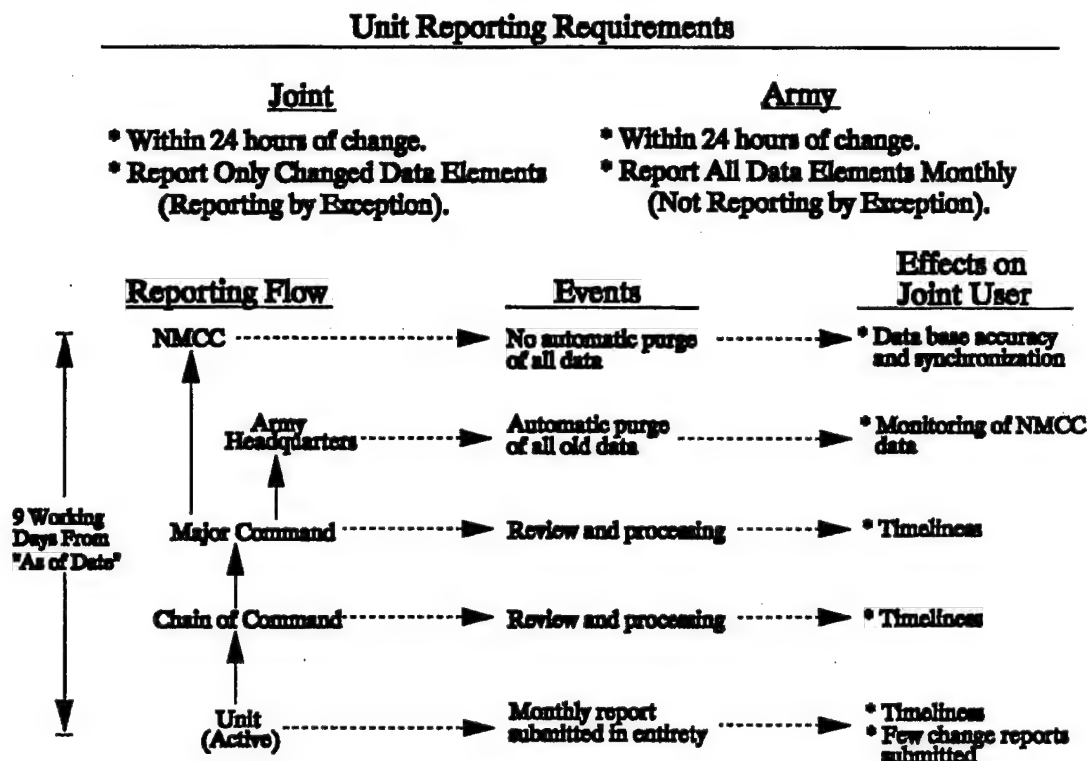 Unit Reporting Requirements
Joint
* Within 24 hours of change.
* Report Only Changed Data Elements
(Reporting by Exception).
Army
* Within 24 hours of change.
* Report All Data Elements Monthly
(Not Reporting by Exception).
Reporting Flow
Events
Effects on
Joint User
NMCC
No automatic purge
of all data
* Data base accuracy
and synchronization
Army
Headquarters
Automatic purge
of all old data
* Monitoring of NMCC
data
9 Working
Days From
"As of Date"
Major Command
Review and processing
* Timeliness
Chain of Command
Review and processing
* Timeliness
Unit
(Active)
Monthly report
submitted in entirety
* Timeliness
* Few change reports
submitted